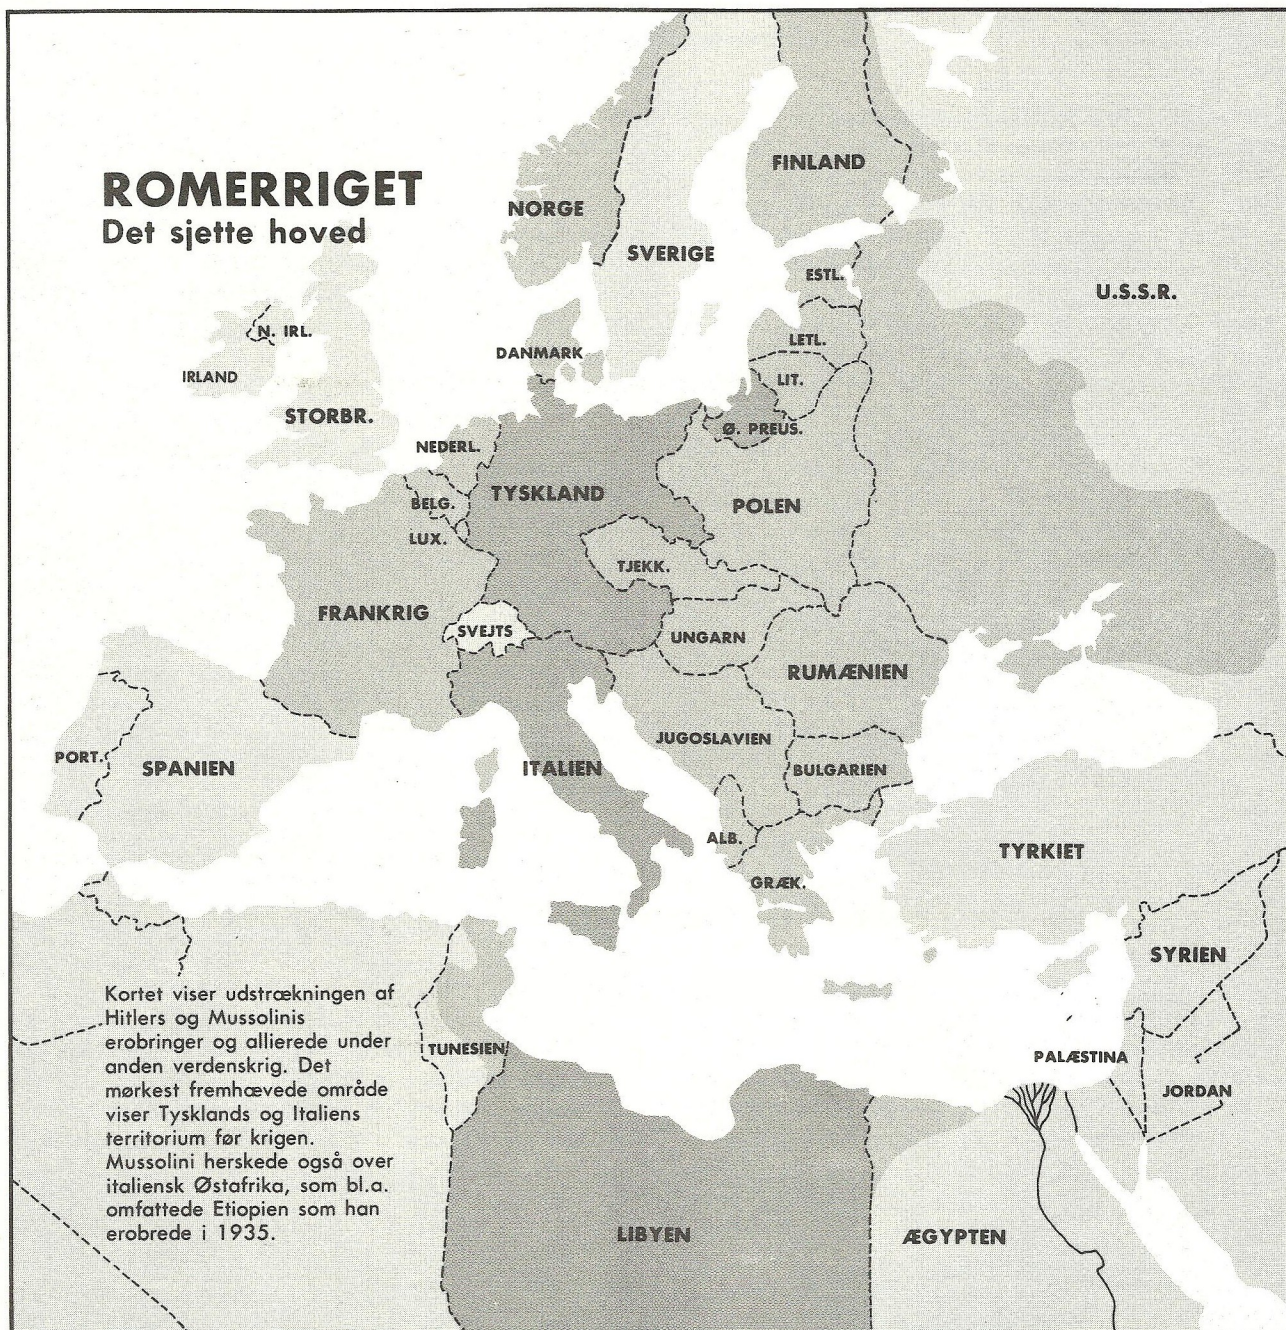 ROMERRIGET
Det sjette hoved
FINLAND
NORGE
SVERIGE
ESTL.
U.S.S.R.
N. IRL.
LETL.
IRLAND
DANMARK
LIT.
STORBR.
Ø. PREUS.
NEDERL.
TYSKLAND
BELG.
POLEN
LUX.
TJEKK.
FRANKRIG
SVEJTS
UNGARN
RUMÆNIEN
JUGOSLAVIEN
PORT.
SPANIEN
ITALIEN
BULGARIEN
ALB.
TYRKIET
GRÆK.
SYRIEN
Kortet viser udstrækningen af
Hitlers og Mussolinis
erobringer og allierede under
anden verdenskrig. Det
mørkest fremhævede område
viser Tysklands og Italiens
territorium før krigen.
Mussolini herskede også over
italiensk Østafrika, som bl.a.
omfattede Etiopien som han
erobrede i 1935.
TUNESIEN
PALÆSTINA
JORDAN
LIBYEN
ÆGYPTEN